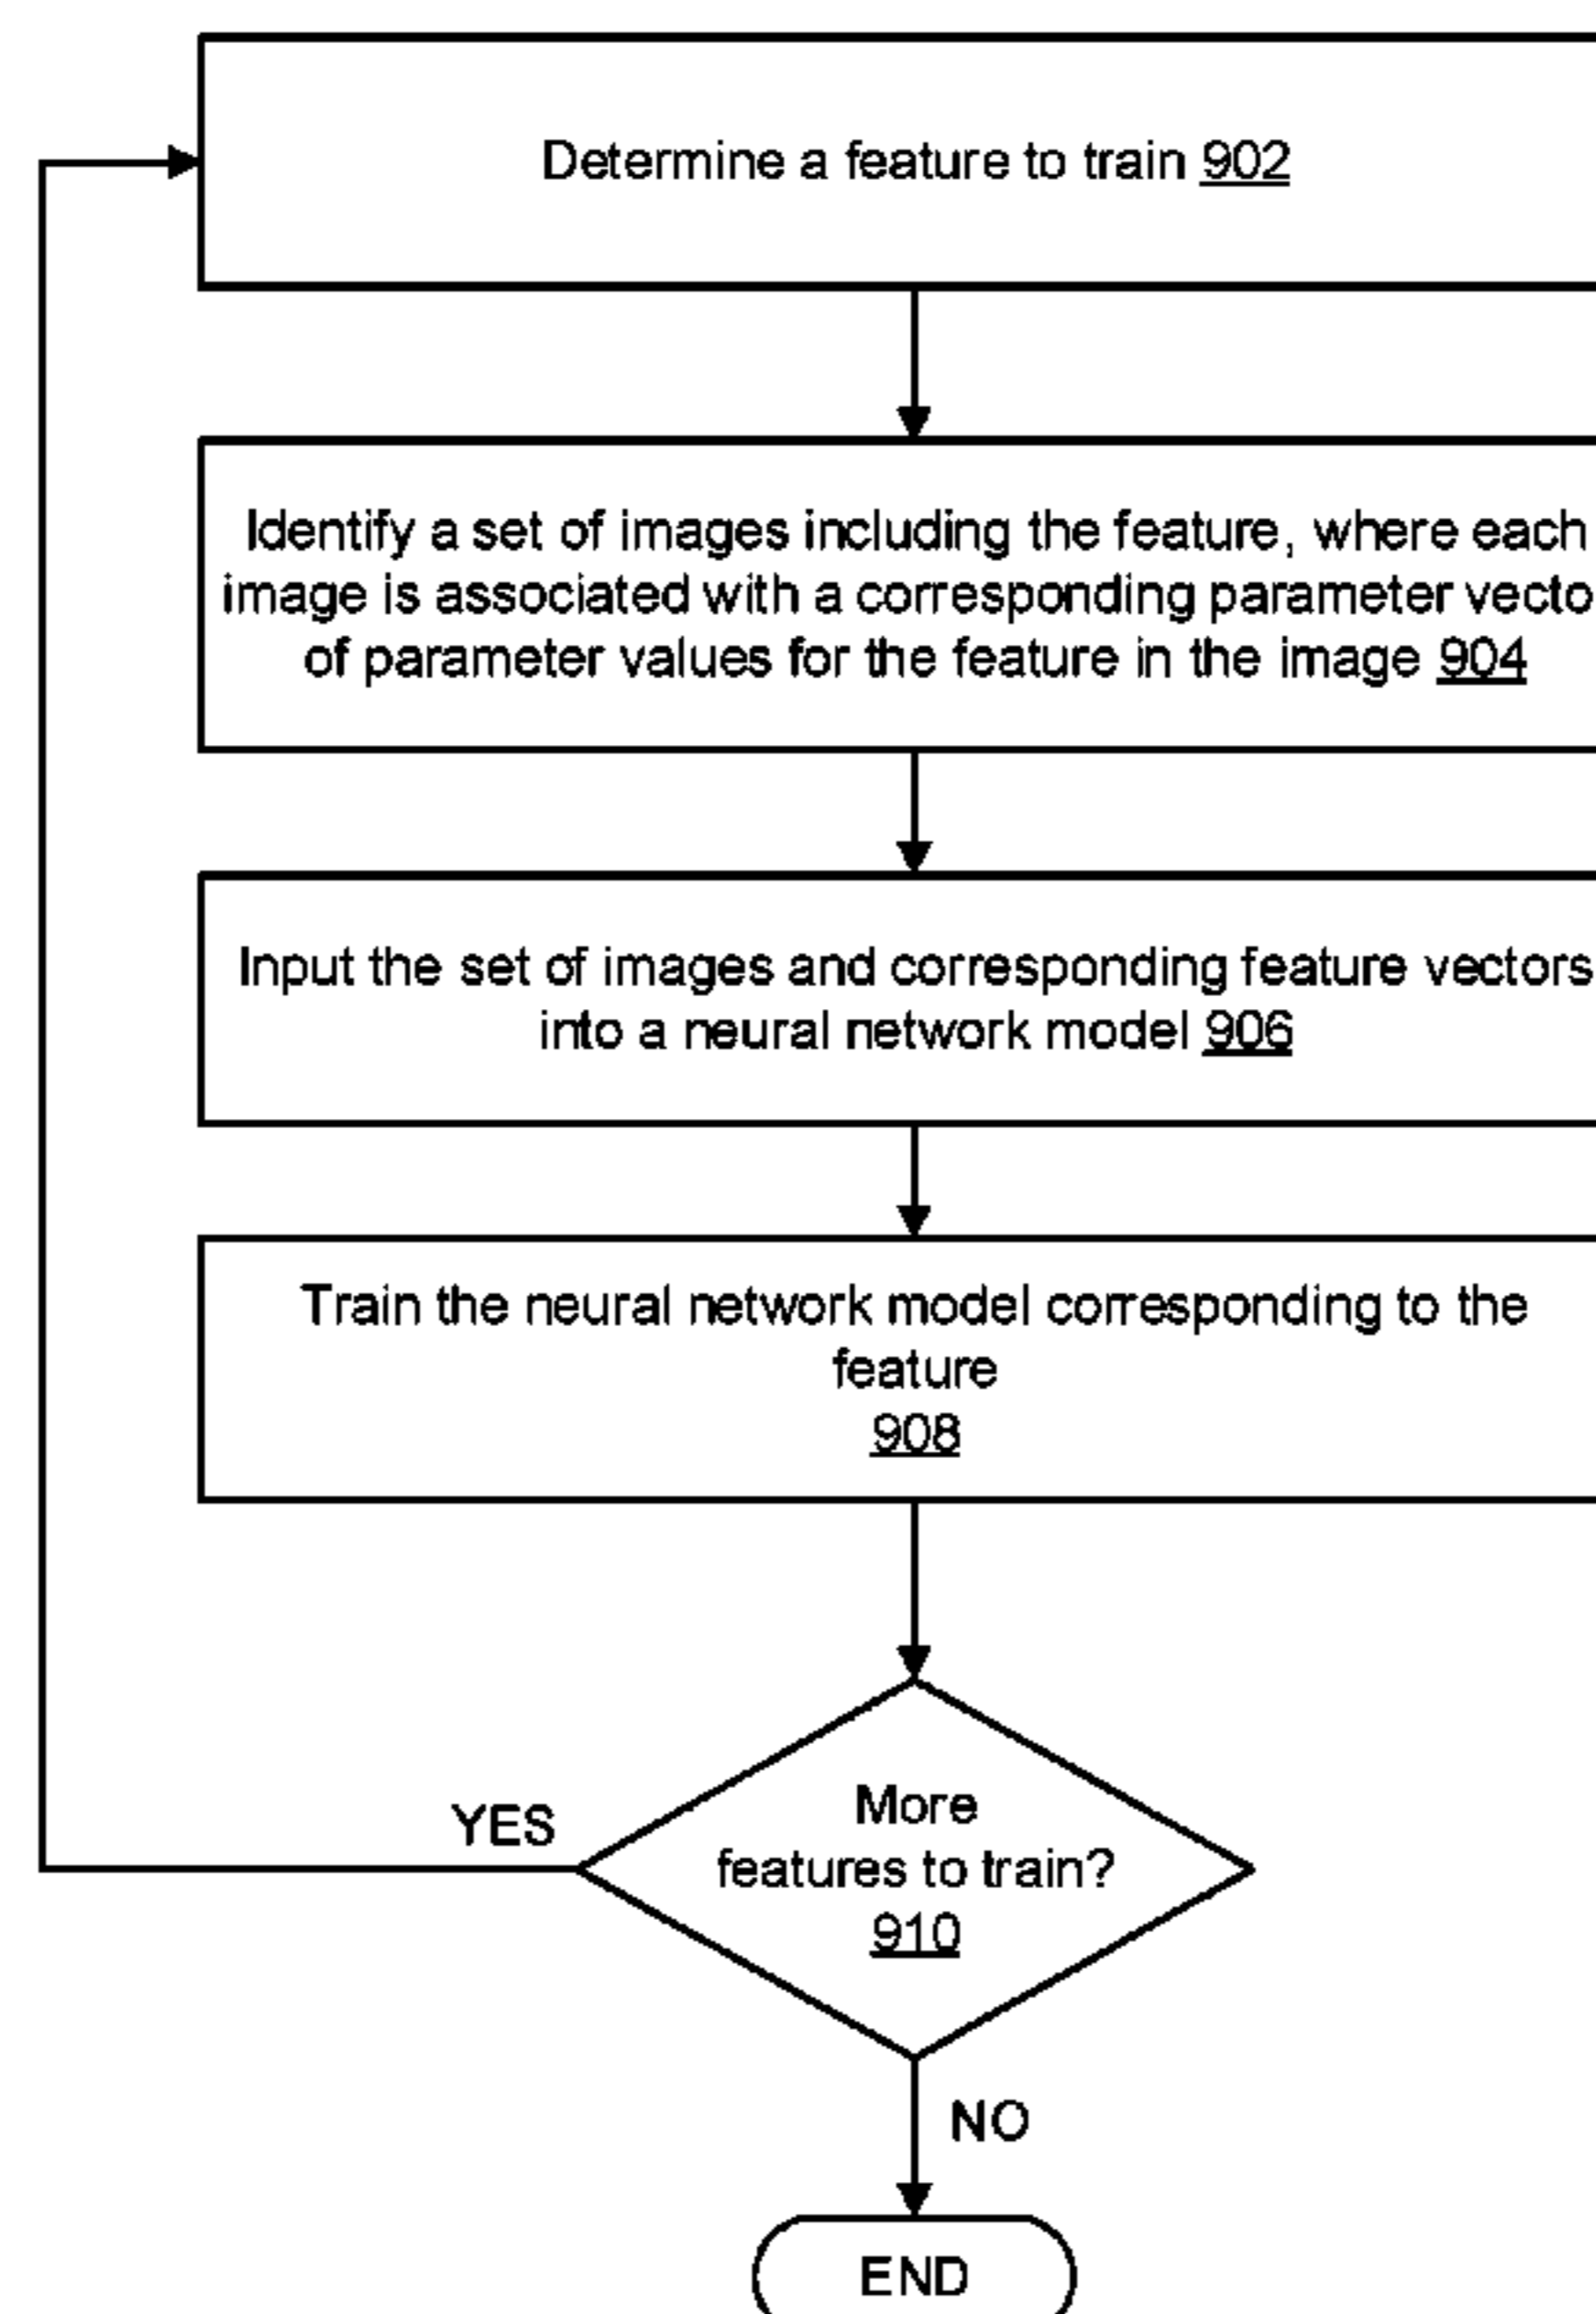 Determine a feature to train 902
Identify a set of images including the feature, where each
image is associated with a corresponding parameter vecto
of parameter values for the feature in the image 904
Input the set of images and corresponding feature vectors
into a neural network model 906
Train the neural network model corresponding to the
feature
908
More
features to train?
910
YES
NO
END